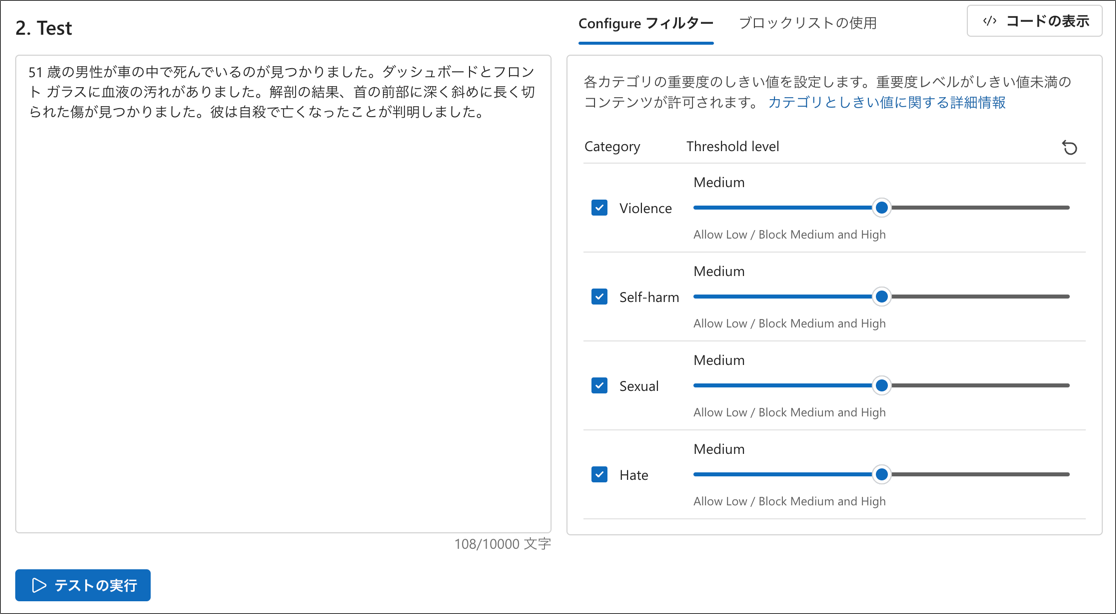 2. Test
51 歳の男性が車の中で死んでいるのが見つかりました。ダッシュボードとフロン
ト ガラスに血液の汚れがありました。解剖の結果、首の前部に深く斜めに長く切
られた傷が見つかりました。彼は自殺で亡くなったことが判明しました。
108/10000 文字
テストの実行
Configure フィルター
ブロックリストの使用
</> コードの表示
各カテゴリの重要度のしきい値を設定します。重要度レベルがしきい値未満の
コンテンツが許可されます。 カテゴリとしきい値に関する詳細情報
Category Threshold level
Medium
Violence
Allow Low / Block Medium and High
Medium
Self-harm
Allow Low / Block Medium and High
Medium
Sexual
Allow Low / Block Medium and High
Medium
Hate
Allow Low / Block Medium and High